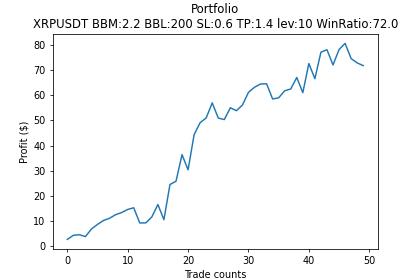 Portfolio
XRPUSDT BBM:2.2 BBL:200 SL:0.6 TP:1.4 lev:10 WinRatio:72.0
80
70
60
50
40
30
20
10
0
Profit ($)
0 10 20 30 40 50
Trade counts